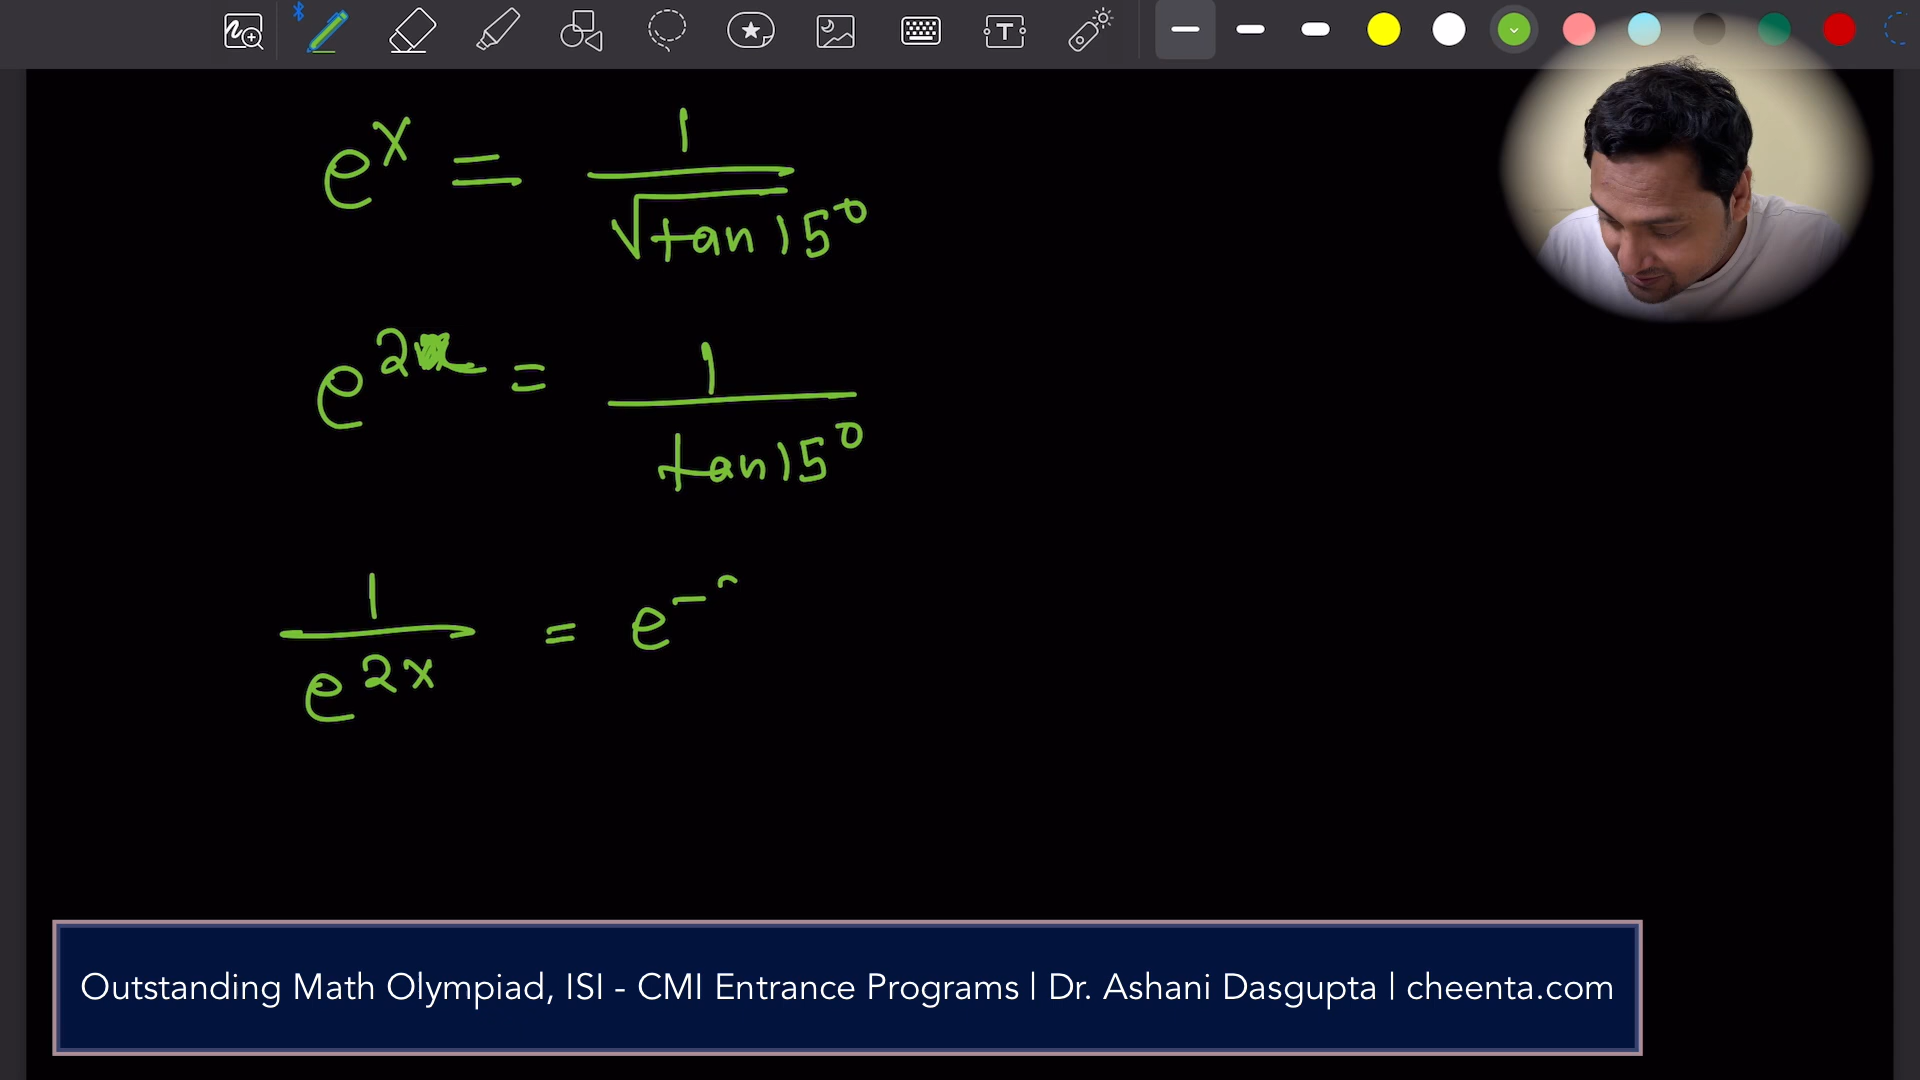 e^x = 1/√tan 15°
e^2x = 1/tan 15°
1/e^2x = e^-
Outstanding Math Olympiad, ISI - CMI Entrance Programs | Dr. Ashani Dasgupta | cheenta.com